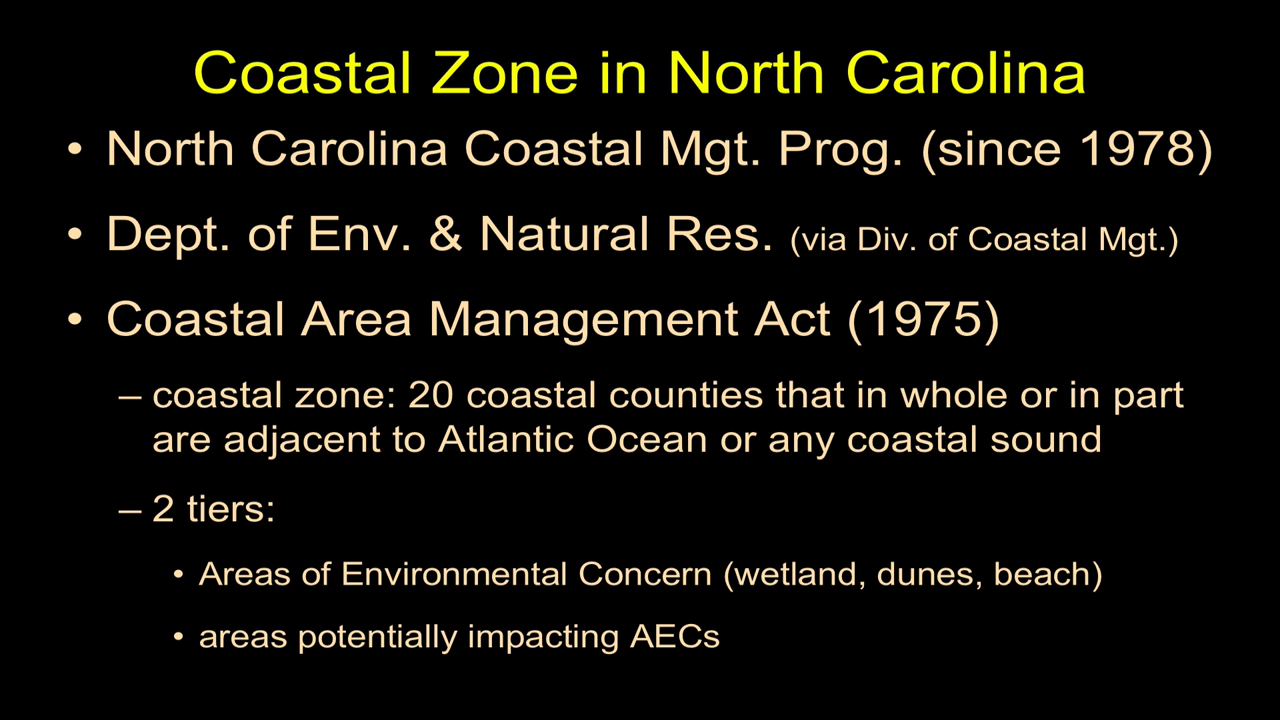 Coastal Zone in North Carolina
• North Carolina Coastal Mgt. Prog. (since 1978)
• Dept. of Env. & Natural Res. (via Div. of Coastal Mgt.)
• Coastal Area Management Act (1975)
– coastal zone: 20 coastal counties that in whole or in part
are adjacent to Atlantic Ocean or any coastal sound
– 2 tiers:
• Areas of Environmental Concern (wetland, dunes, beach)
• areas potentially impacting AECs